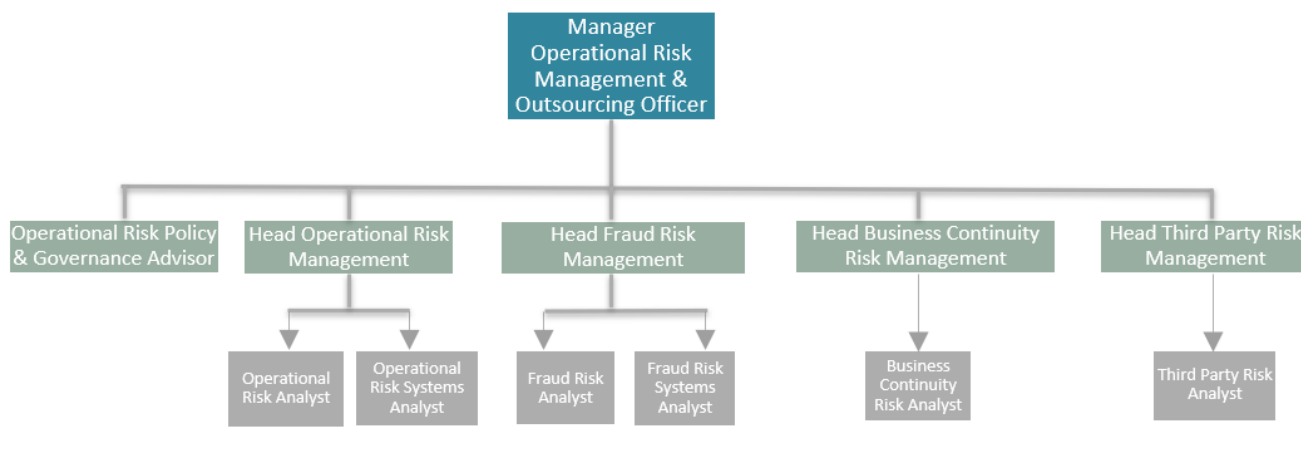 Manager
Operational Risk
Management &
Outsourcing Officer
Operational Risk Policy
& Governance Advisor
Head Operational Risk
Management
Head Fraud Risk
Management
Head Business Continuity
Risk Management
Head Third Party Risk
Management
Operational
Risk Analyst
Operational
Risk Systems
Analyst
Fraud Risk
Analyst
Fraud Risk
Systems
Analyst
Business
Continuity
Risk Analyst
Third Party Risk
Analyst